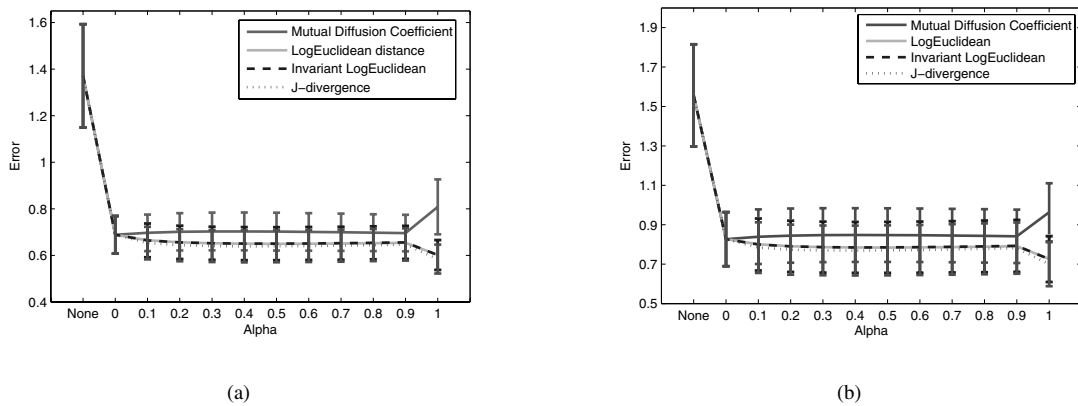 1.6
1.4
1.2
1
0.8
0.6
0.4
Error
None 0 0.1 0.2 0.3 0.4 0.5 0.6 0.7 0.8 0.9 1
Alpha
Mutual Diffusion Coefficient
LogEuclidean distance
Invariant LogEuclidean
J−divergence
(a)
1.9
1.7
1.5
1.3
1.1
0.9
0.7
0.5
Error
None 0 0.1 0.2 0.3 0.4 0.5 0.6 0.7 0.8 0.9 1
Alpha
Mutual Diffusion Coefficient
LogEuclidean
Invariant LogEuclidean
J−divergence
(b)